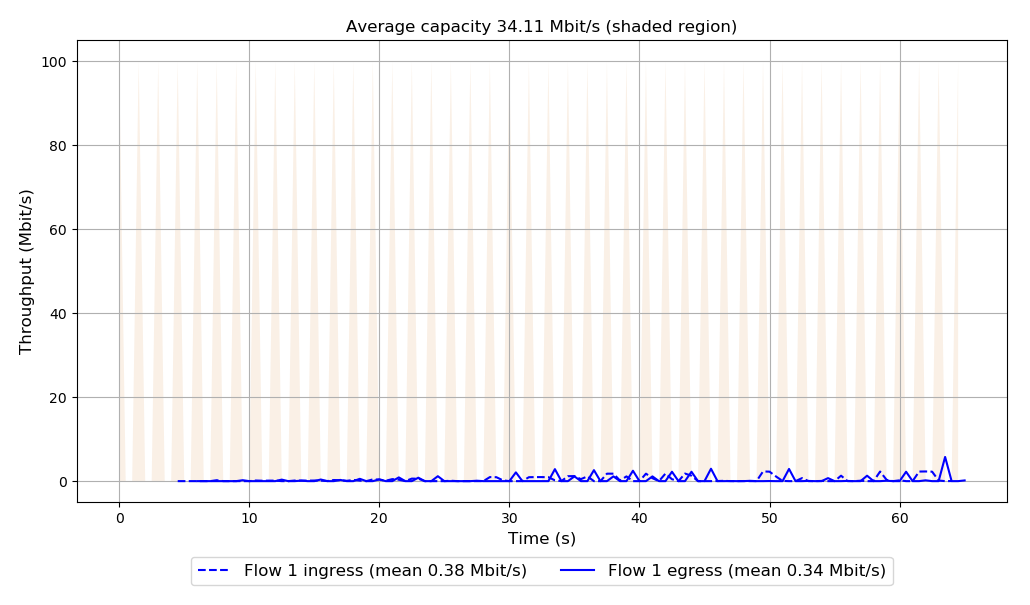 Average capacity 34.11 Mbit/s (shaded region)
Throughput (Mbit/s)
100
80
60
40
20
0
0 10 20 30 40 50 60
Time (s)
Flow 1 ingress (mean 0.38 Mbit/s) Flow 1 egress (mean 0.34 Mbit/s)